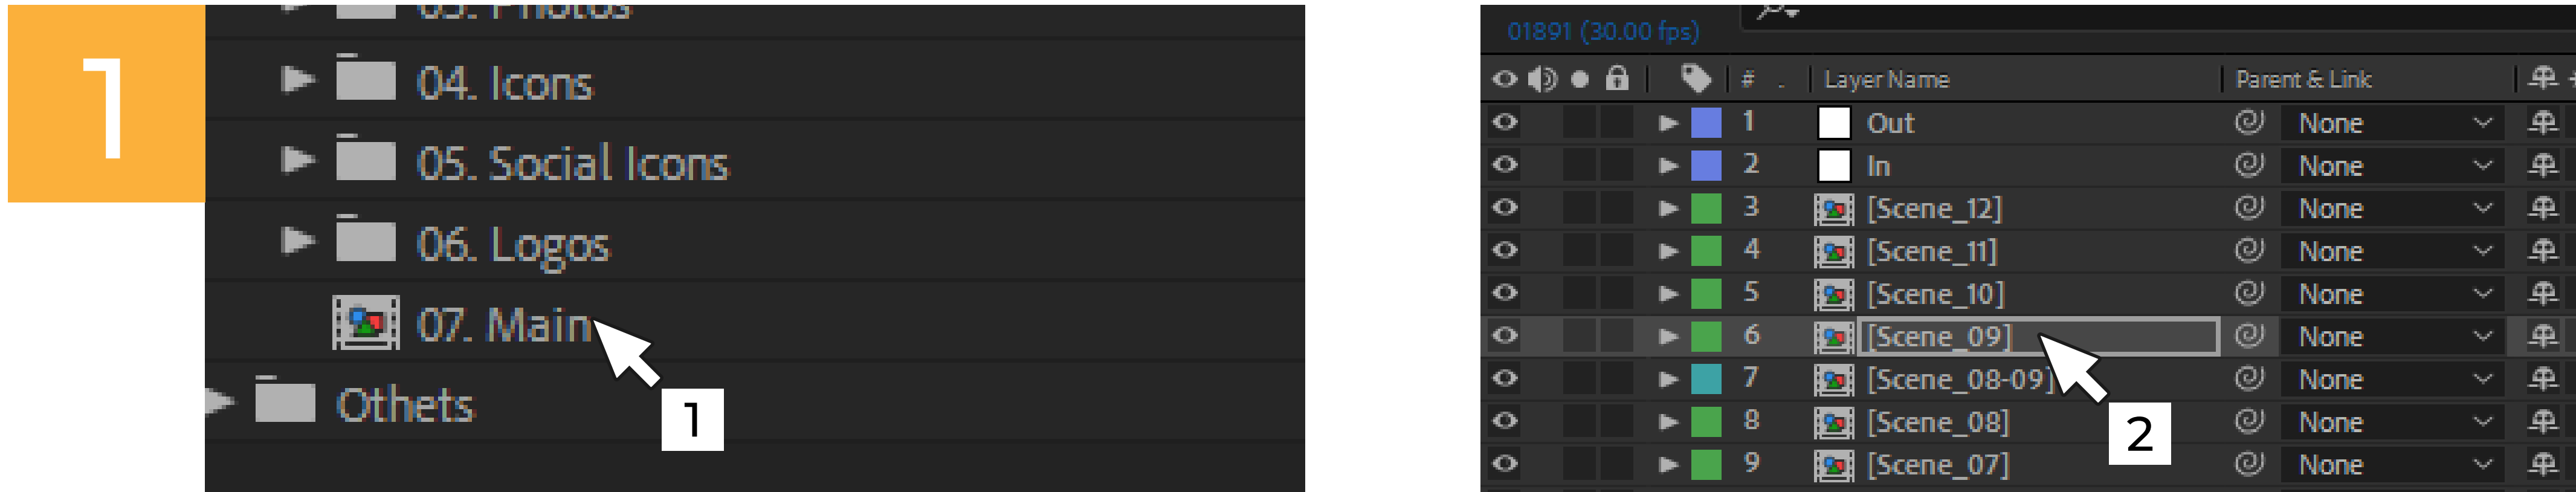 1
03. Photos
04. Icons
05. Social Icons
06. Logos
07. Main
Othets
1
01891 (30.00 fps)
# . Layer Name Parent & Link
1 Out None
2 In None
3 [Scene_12] None
4 [Scene_11] None
5 [Scene_10] None
6 [Scene_09] None
7 [Scene_08-09] None
8 [Scene_08] None
9 [Scene_07] None
2